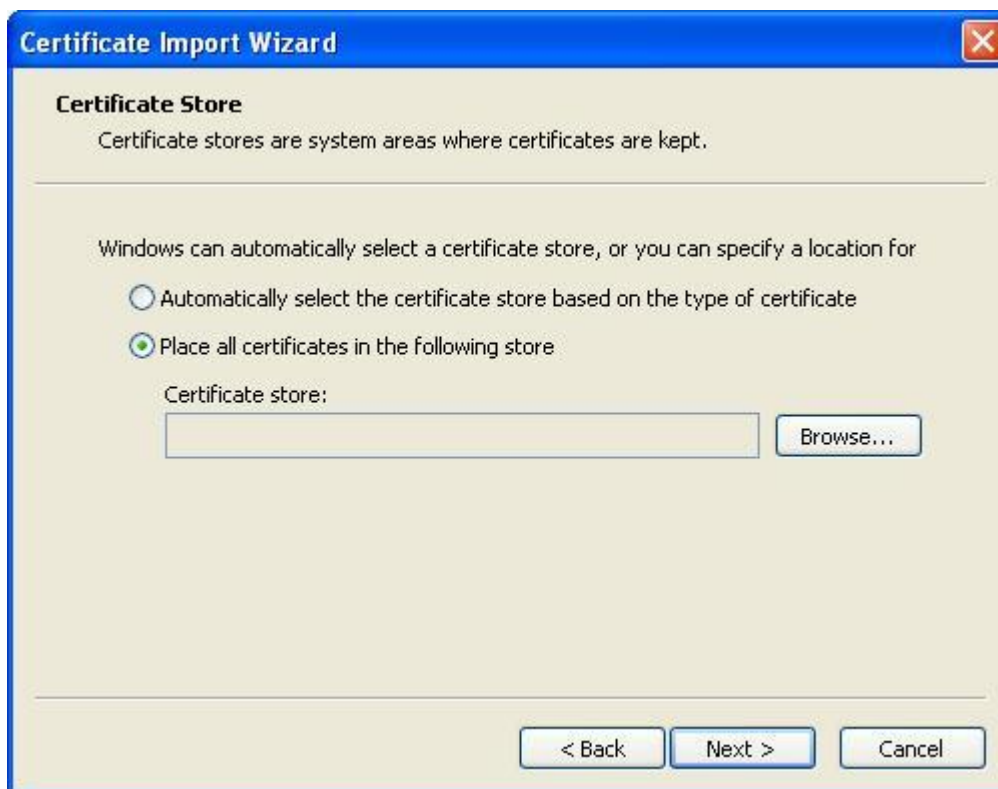 Certificate Import Wizard
Certificate Store
Certificate stores are system areas where certificates are kept.
Windows can automatically select a certificate store, or you can specify a location for
Automatically select the certificate store based on the type of certificate
Place all certificates in the following store
Certificate store:
Browse...
< Back Next > Cancel